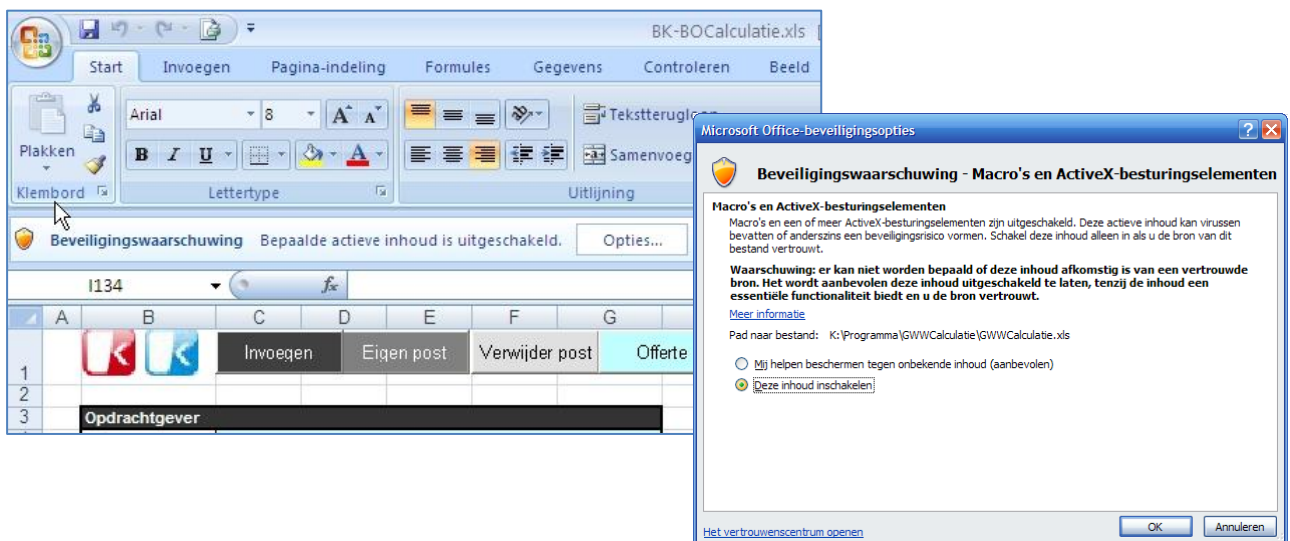 BK-BOCalculatie.xls
Start Invoegen Pagina-indeling Formules Gegevens Controleren Beeld
Plakken
Arial 8 A A
B I U A
Klembord Lettertype Uitlijning
Beveiligingswaarschuwing Bepaalde actieve inhoud is uitgeschakeld. Opties...
I134 fx
A B C D E F G
Invoegen Eigen post Verwijder post Offerte
1
2
3 Opdrachtgever
Microsoft Office-beveiligingsopties
Beveiligingswaarschuwing - Macro's en ActiveX-besturingselementen
Macro's en ActiveX-besturingselementen
Macro's en een of meer ActiveX-besturingselementen zijn uitgeschakeld. Deze actieve inhoud kan virussen
bevatten of anderszins een beveiligingsrisico vormen. Schakel deze inhoud alleen in als u de bron van dit
bestand vertrouwt.
Waarschuwing: er kan niet worden bepaald of deze inhoud afkomstig is van een vertrouwde
bron. Het wordt aanbevolen deze inhoud uitgeschakeld te laten, tenzij de inhoud een
essentiële functionaliteit biedt en u de bron vertrouwt.
Meer informatie
Pad naar bestand: K:\Programma\GWWCalculatie\GWWCalculatie.xls
Mij helpen beschermen tegen onbekende inhoud (aanbevolen)
Deze inhoud inschakelen
Het vertrouwenscentrum openen
OK Annuleren